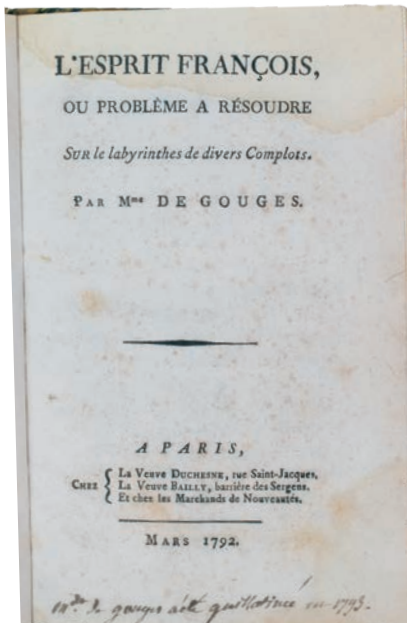 L'ESPRIT FRANÇOIS,
OU PROBLÊME A RÉSOUDRE
SUR le labyrinthes de divers Complots.
PAR Mme DE GOUGES.
A PARIS,
CHEZ { La Veuve DUCHESNE, rue Saint-Jacques.
La Veuve BAILLY, barrière des Sergens.
Et chez les Marchands de Nouveautés.
MARS 1792.
Mde de gouges a été guillotinée en 1793.